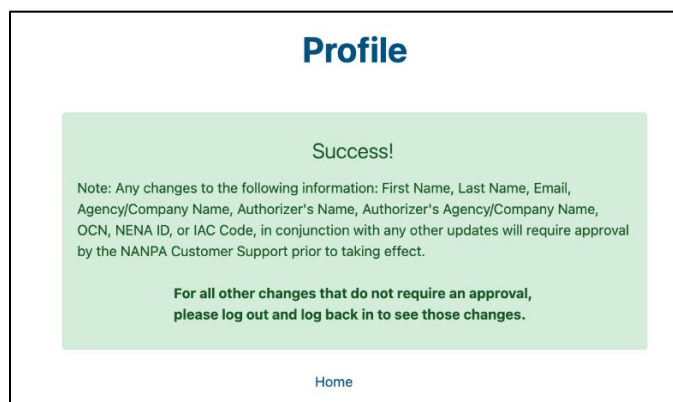 Profile
Success!
Note: Any changes to the following information: First Name, Last Name, Email,
Agency/Company Name, Authorizer's Name, Authorizer's Agency/Company Name,
OCN, NENA ID, or IAC Code, in conjunction with any other updates will require approval
by the NANPA Customer Support prior to taking effect.
For all other changes that do not require an approval,
please log out and log back in to see those changes.
Home